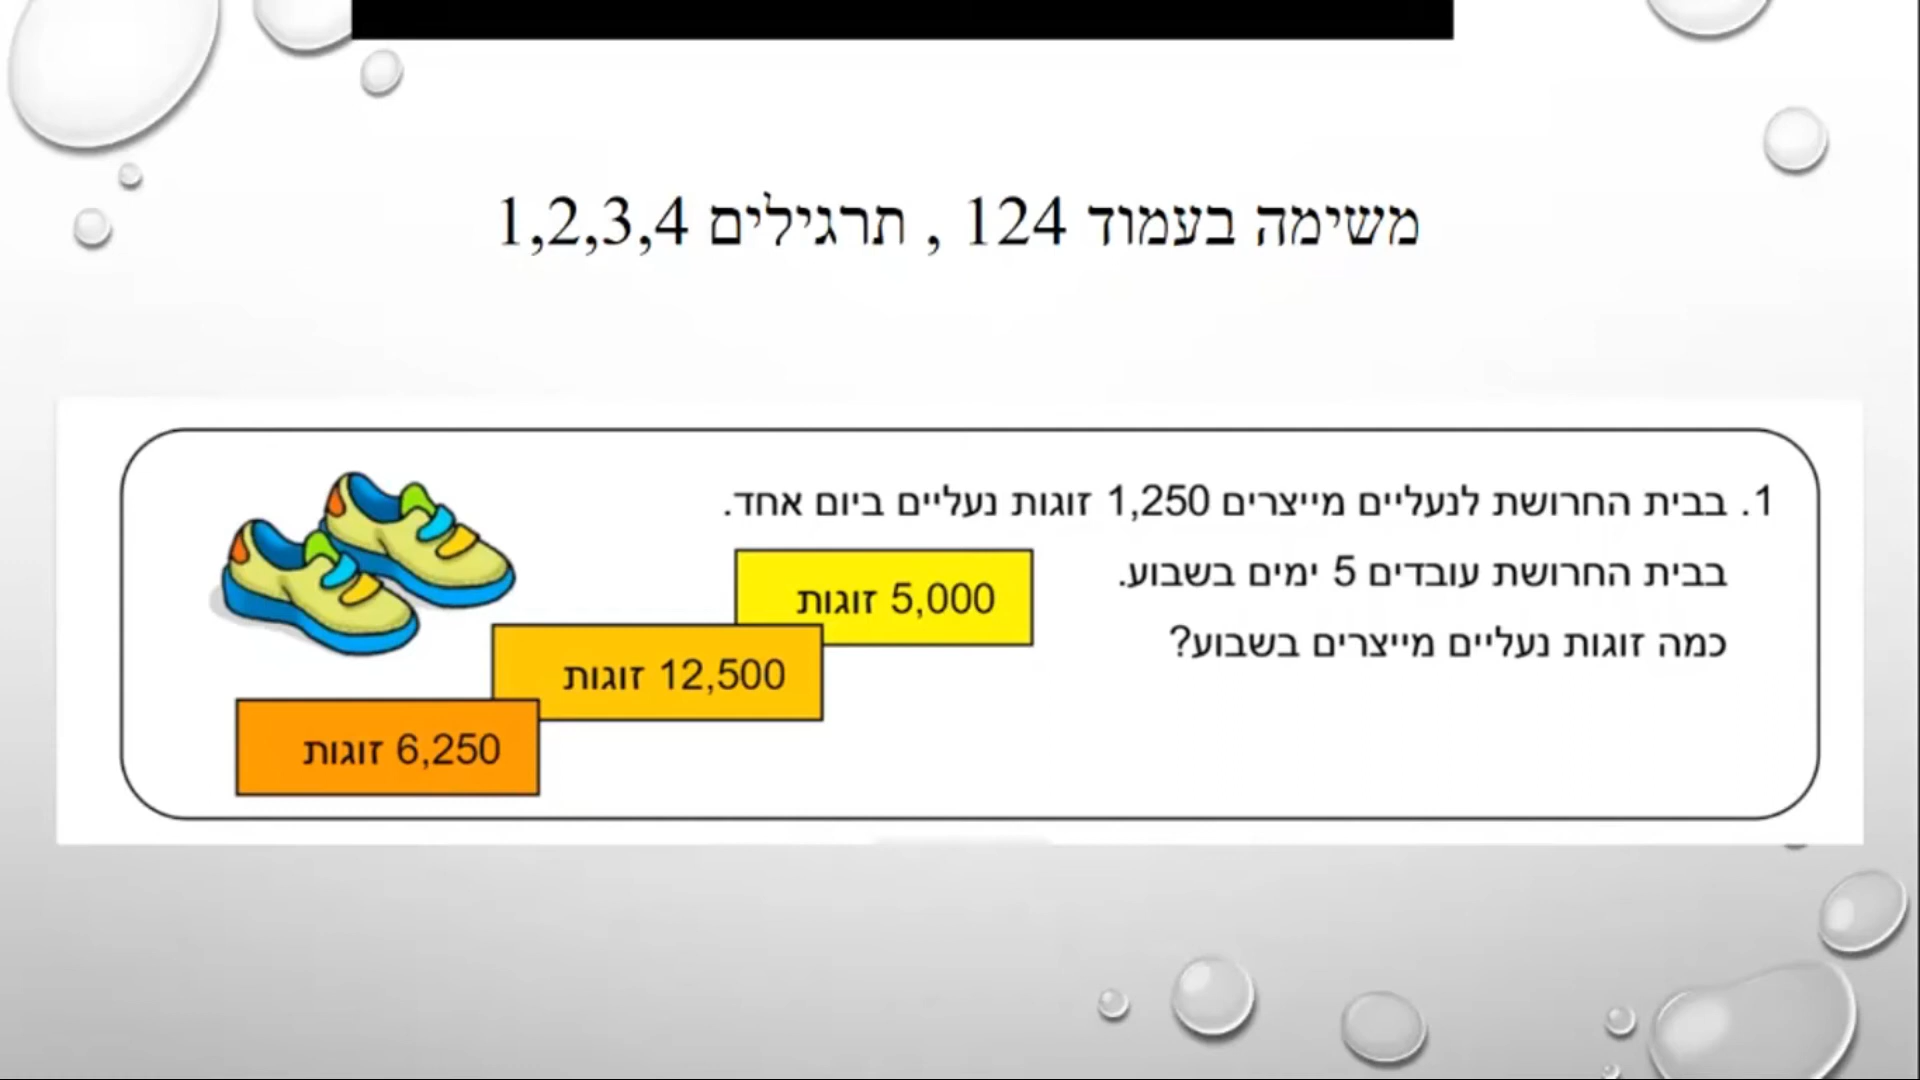 משימה בעמוד 124 , תרגילים 1,2,3,4
1. בבית החרושת לנעליים מייצרים 1,250 זוגות נעליים ביום אחד.
בבית החרושת עובדים 5 ימים בשבוע.
כמה זוגות נעליים מייצרים בשבוע?
5,000 זוגות
12,500 זוגות
6,250 זוגות